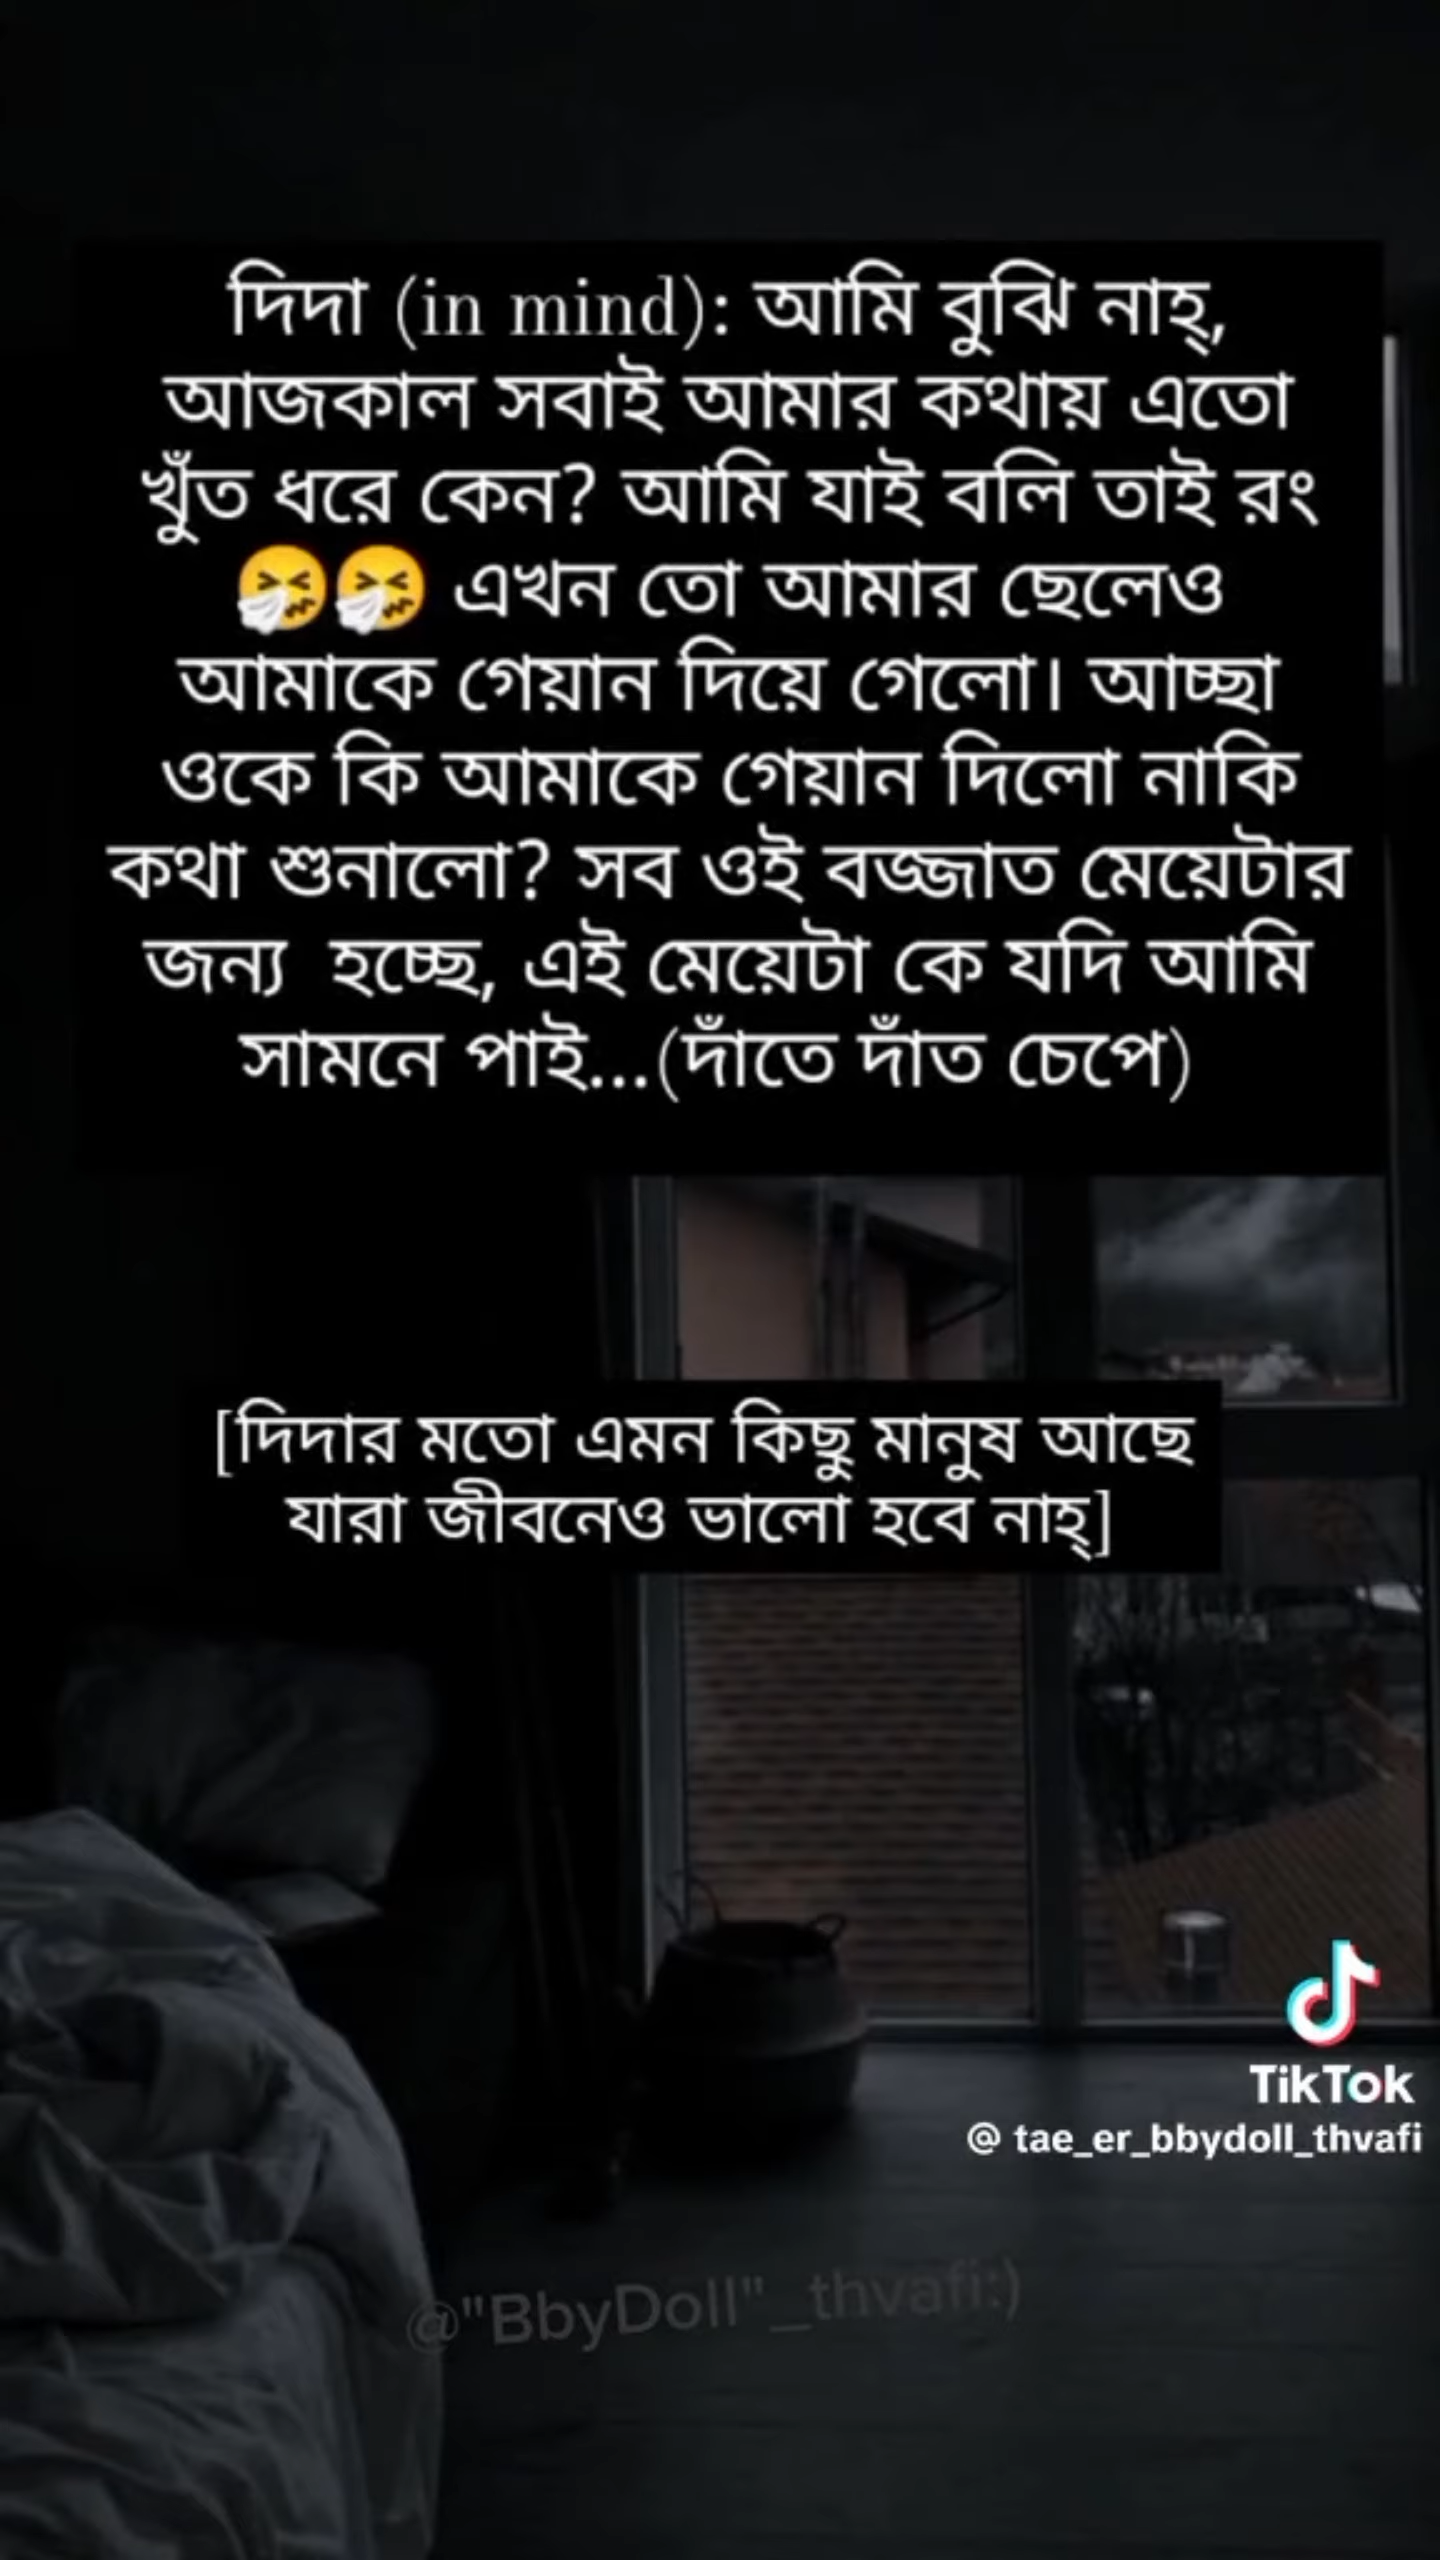 দিদা (in mind): আমি বুঝি নাহ্,
আজকাল সবাই আমার কথায় এতো
খুঁত ধরে কেন? আমি যাই বলি তাই রং
🤧🤧 এখন তো আমার ছেলেও
আমাকে গেয়ান দিয়ে গেলো। আচ্ছা
ওকে কি আমাকে গেয়ান দিলো নাকি
কথা শুনালো? সব ওই বজ্জাত মেয়েটার
জন্য হচ্ছে, এই মেয়েটা কে যদি আমি
সামনে পাই...(দাঁতে দাঁত চেপে)
[দিদার মতো এমন কিছু মানুষ আছে
যারা জীবনেও ভালো হবে নাহ্]
TikTok
@ tae_er_bbydoll_thvafi
@"BbyDoll"_thvafi:)